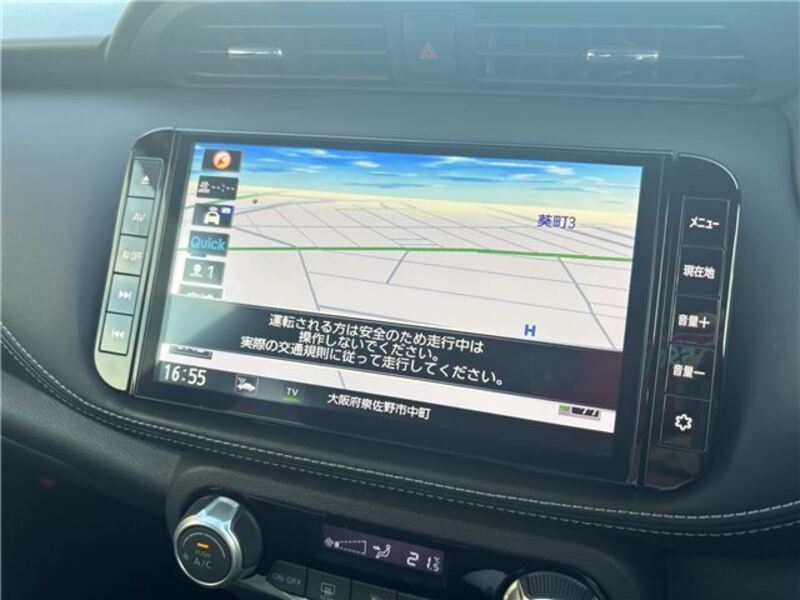 AV
AV OFF
Quick
1
葵町3
H
運転される方は安全のため走行中は
操作しないでください。
実際の交通規則に従って走行してください。
16:55
TV
大阪府泉佐野市中町
メニュー
現在地
音量+
音量-
PUSH
A/C
ON·OFF
21.5℃